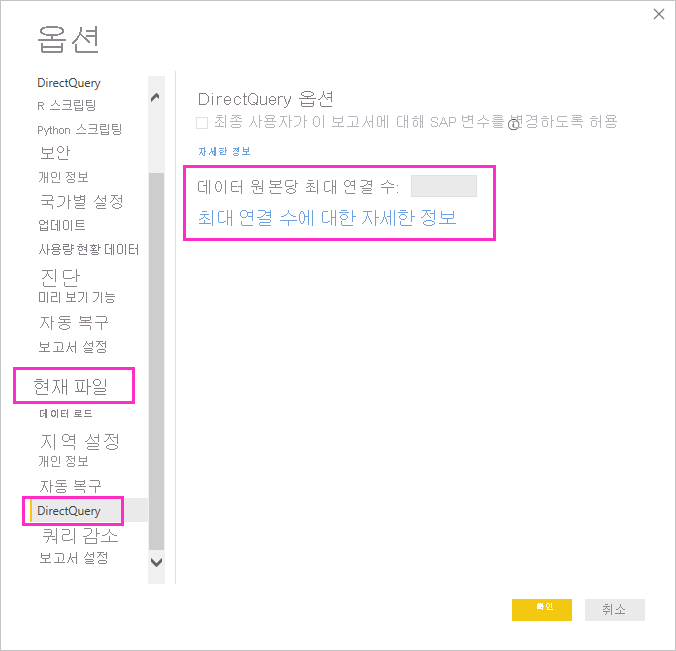 옵션
DirectQuery
R 스크립팅
Python 스크립팅
보안
개인 정보
국가별 설정
업데이트
사용량 현황 데이터
진단
미리 보기 기능
자동 복구
보고서 설정
현재 파일
데이터 로드
지역 설정
개인 정보
자동 복구
DirectQuery
쿼리 감소
보고서 설정
DirectQuery 옵션
최종 사용자가 이 보고서에 대해 SAP 변수를 변경하도록 허용
자세한 정보
데이터 원본당 최대 연결 수:
최대 연결 수에 대한 자세한 정보
확인
취소